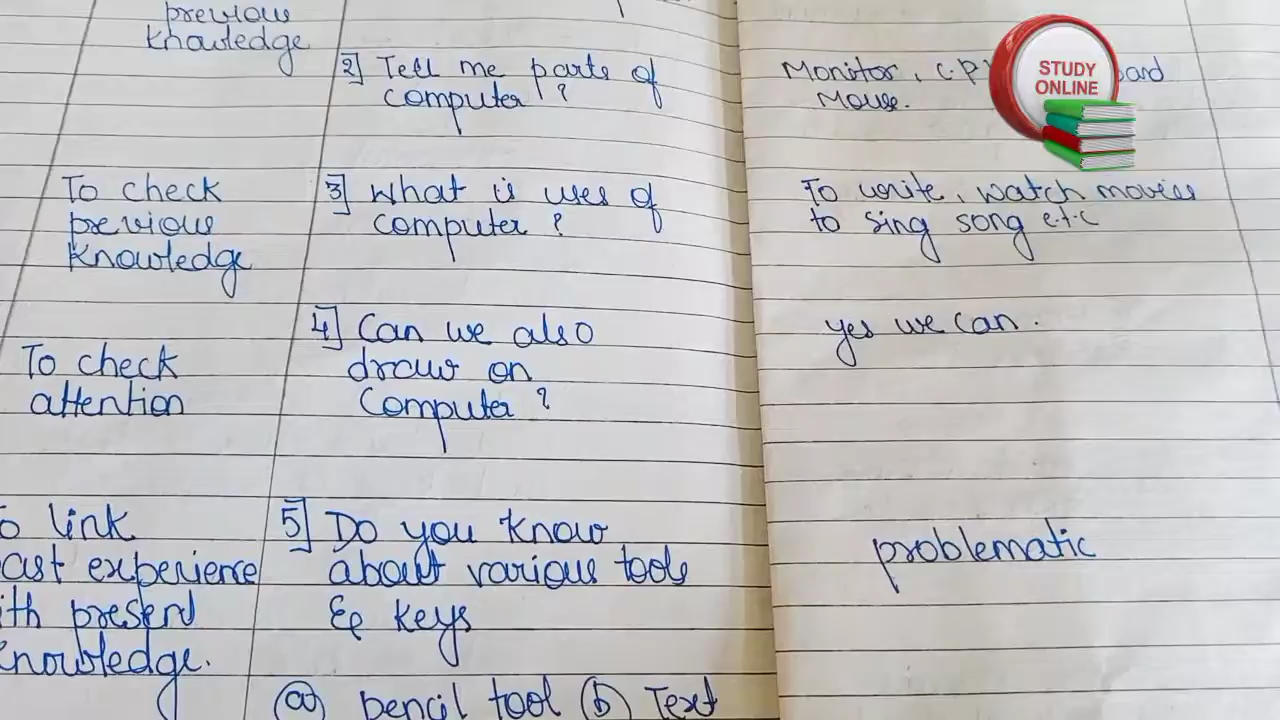 previous
knowledge
2] Tell me parts of
computer ?
Monitor, C.P
oard
Mouse.
STUDY
ONLINE
To check
previous
knowledge
3] What is uses of
computer ?
To write, watch movies
to sing song e.t.c
4] Can we also
draw on
Computer ?
yes we can.
To check
attention
o link
ast experience
ith present
knowledge.
5] Do you know
about various tools
& keys
problematic
(a) pencil tool (b) Text